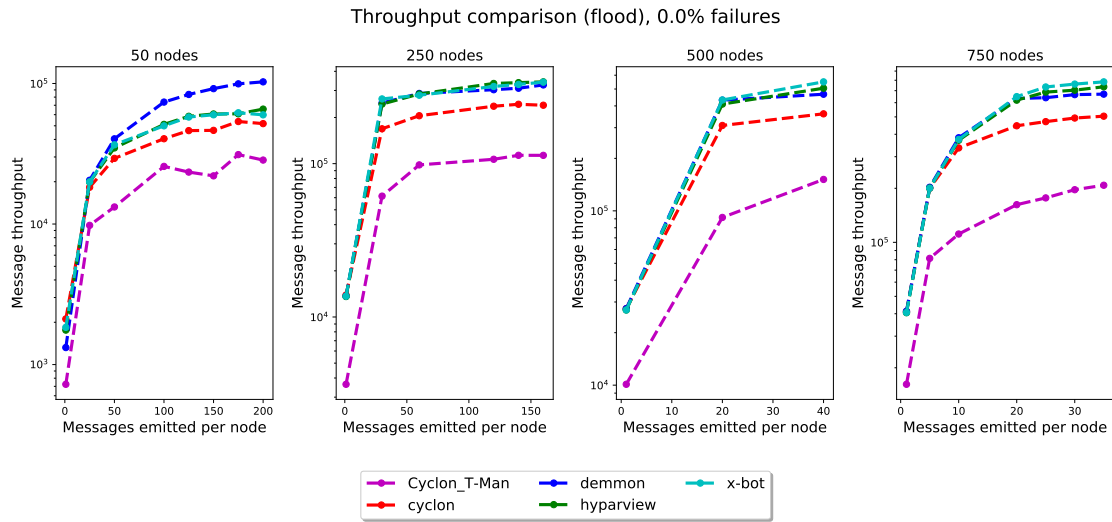 Throughput comparison (flood), 0.0% failures
50 nodes
250 nodes
500 nodes
750 nodes
Message throughput
10^5
10^4
10^3
0 50 100 150 200
Messages emitted per node
Message throughput
10^5
10^4
0 50 100 150
Messages emitted per node
Message throughput
10^5
10^4
0 10 20 30 40
Messages emitted per node
Message throughput
10^5
0 10 20 30
Messages emitted per node
Cyclon_T-Man
cyclon
demmon
hyparview
x-bot